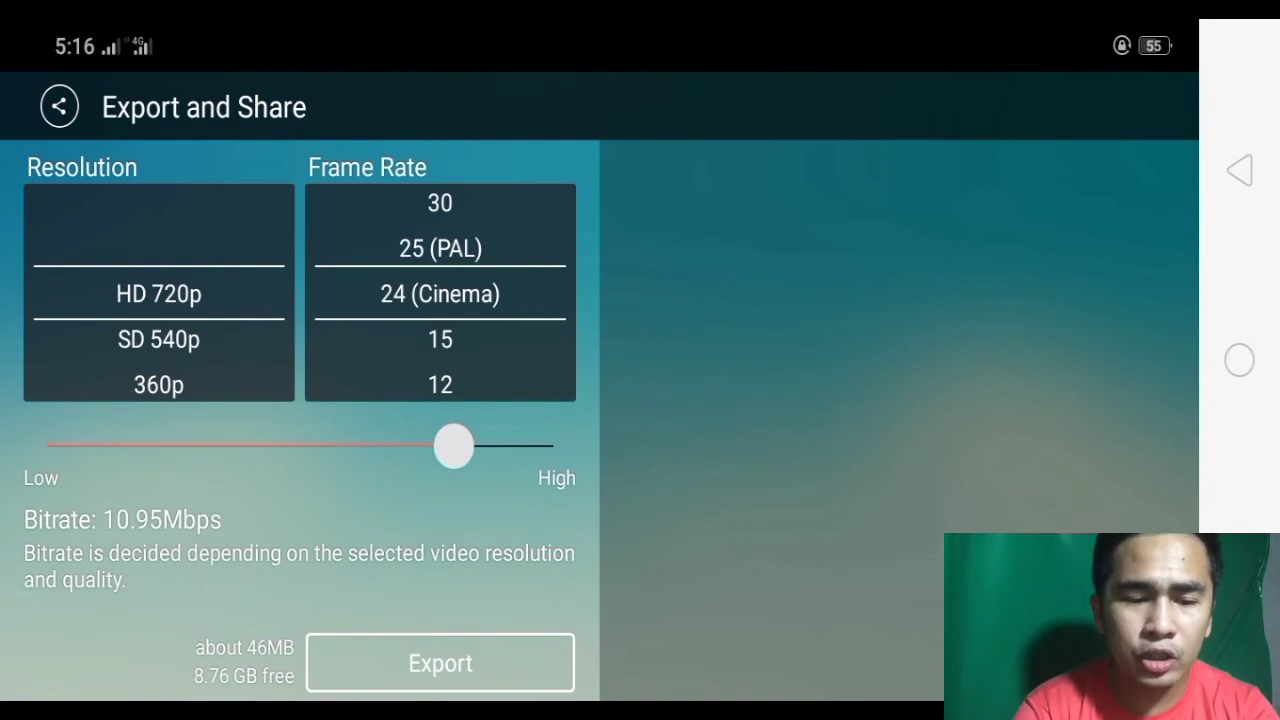 5:16 4G
55
Export and Share
Resolution
Frame Rate
30
25 (PAL)
HD 720p
24 (Cinema)
SD 540p
15
360p
12
Low
High
Bitrate: 10.95Mbps
Bitrate is decided depending on the selected video resolution
and quality.
about 46MB
8.76 GB free
Export